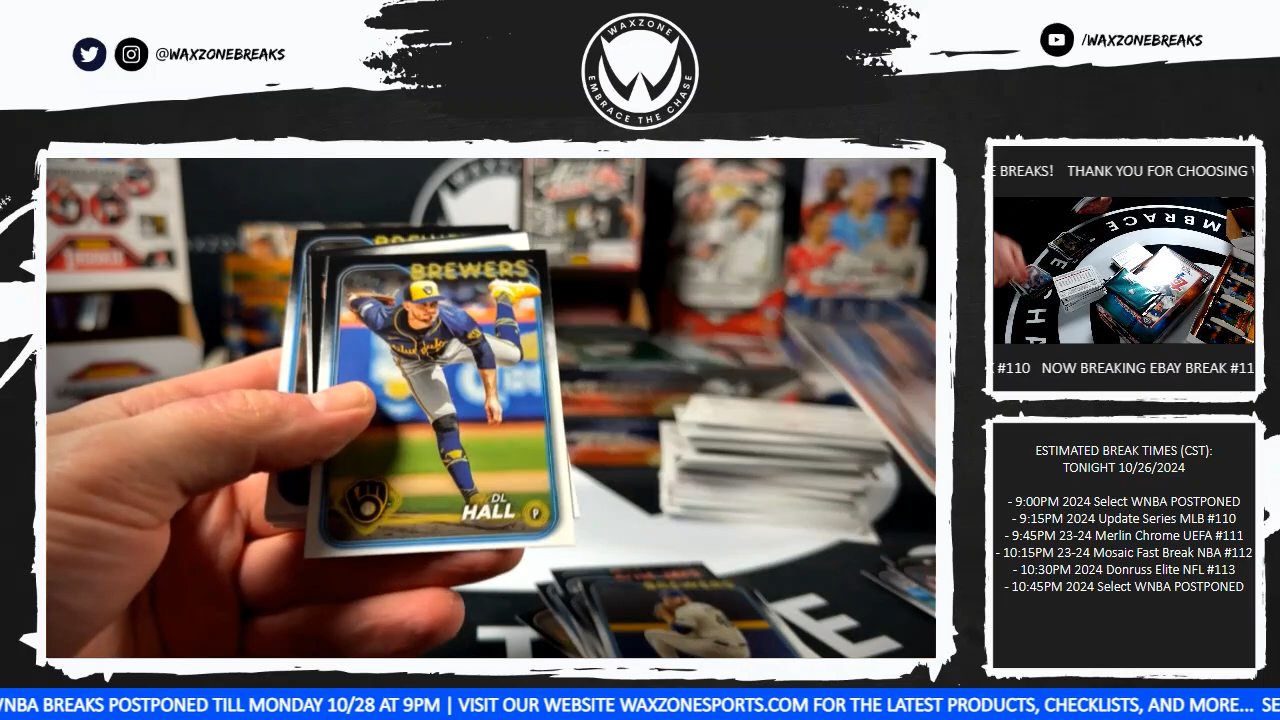 @WAXZONEBREAKS
WAXZONE
EMBRACE THE CHASE
/WAXZONEBREAKS
BREWERS
DL
HALL
P
E BREAKS! THANK YOU FOR CHOOSING
MBRACE
#110 NOW BREAKING EBAY BREAK #11
ESTIMATED BREAK TIMES (CST):
TONIGHT 10/26/2024
- 9:00PM 2024 Select WNBA POSTPONED
- 9:15PM 2024 Update Series MLB #110
- 9:45PM 23-24 Merlin Chrome UEFA #111
- 10:15PM 23-24 Mosaic Fast Break NBA #112
- 10:30PM 2024 Donruss Elite NFL #113
- 10:45PM 2024 Select WNBA POSTPONED
WNBA BREAKS POSTPONED TILL MONDAY 10/28 AT 9PM | VISIT OUR WEBSITE WAXZONESPORTS.COM FOR THE LATEST PRODUCTS, CHECKLISTS, AND MORE... SE